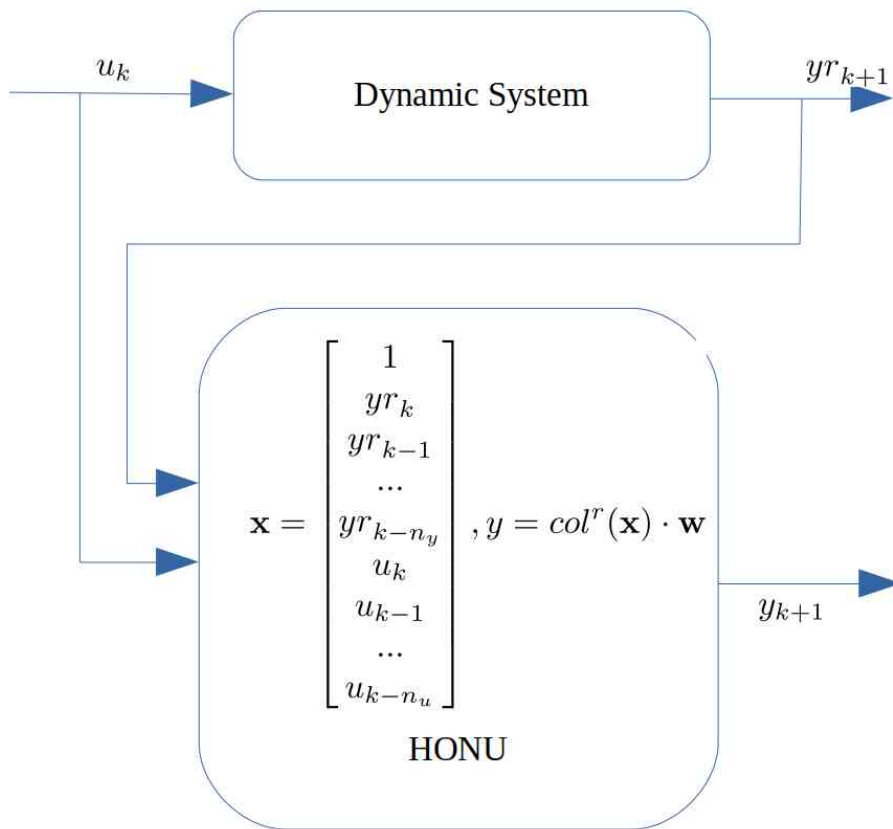 u_k
Dynamic System
yr_{k+1}
1
yr_k
yr_{k-1}
...
x = yr_{k-n_y} , y = col^r(x) · w
u_k
u_{k-1}
...
u_{k-n_u}
y_{k+1}
HONU